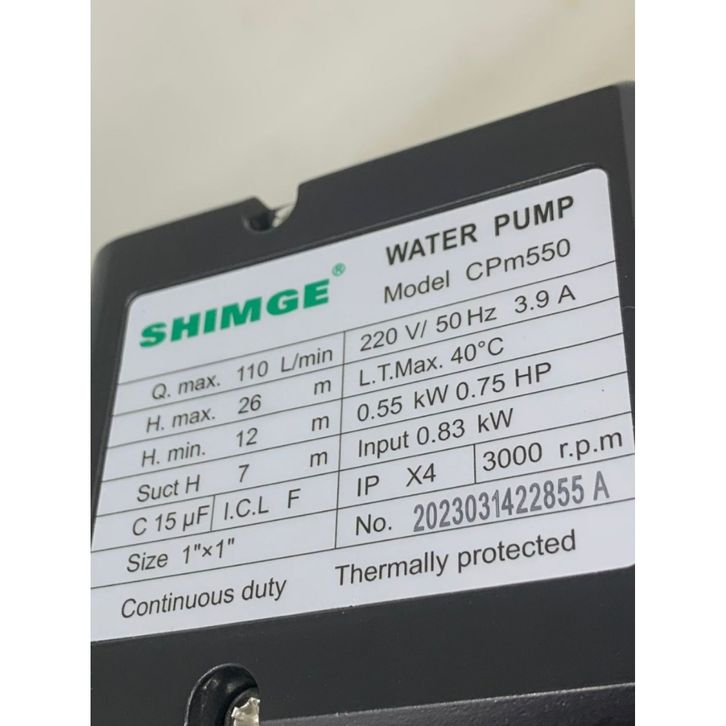 SHIMGE®
WATER PUMP
Model CPm550
Q. max. 110 L/min
220 V/ 50 Hz 3.9 A
H. max. 26 m
L.T.Max. 40°C
H. min. 12 m
0.55 kW 0.75 HP
Suct H 7 m
Input 0.83 kW
C 15 µF I.C.L F
IP X4 3000 r.p.m
Size 1"×1"
No. 2023031422855 A
Continuous duty Thermally protected